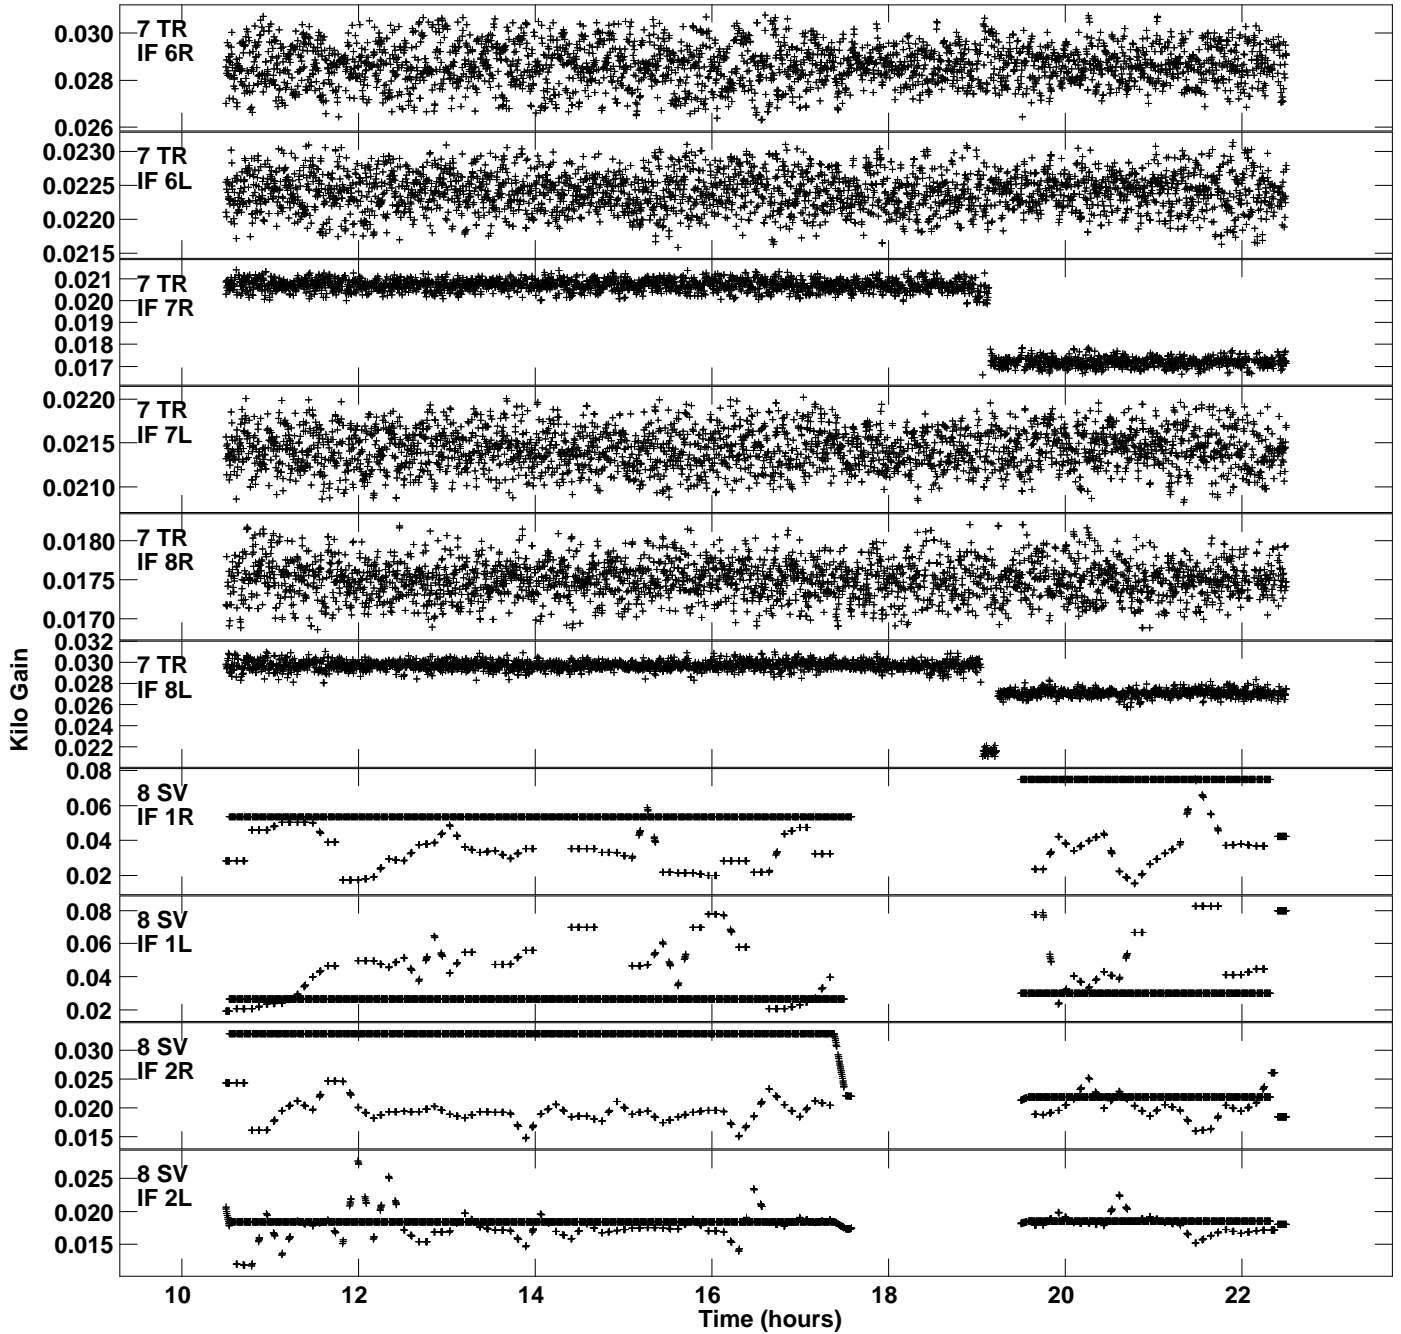 7 TR
IF 6R
0.030
0.028
0.026
7 TR
IF 6L
0.0230
0.0225
0.0220
0.0215
7 TR
IF 7R
0.021
0.020
0.019
0.018
0.017
7 TR
IF 7L
0.0220
0.0215
0.0210
7 TR
IF 8R
0.0180
0.0175
0.0170
7 TR
IF 8L
0.032
0.030
0.028
0.026
0.024
0.022
Kilo Gain
8 SV
IF 1R
0.08
0.06
0.04
0.02
8 SV
IF 1L
0.08
0.06
0.04
0.02
8 SV
IF 2R
0.030
0.025
0.020
0.015
8 SV
IF 2L
0.025
0.020
0.015
10 12 14 16 18 20 22
Time (hours)